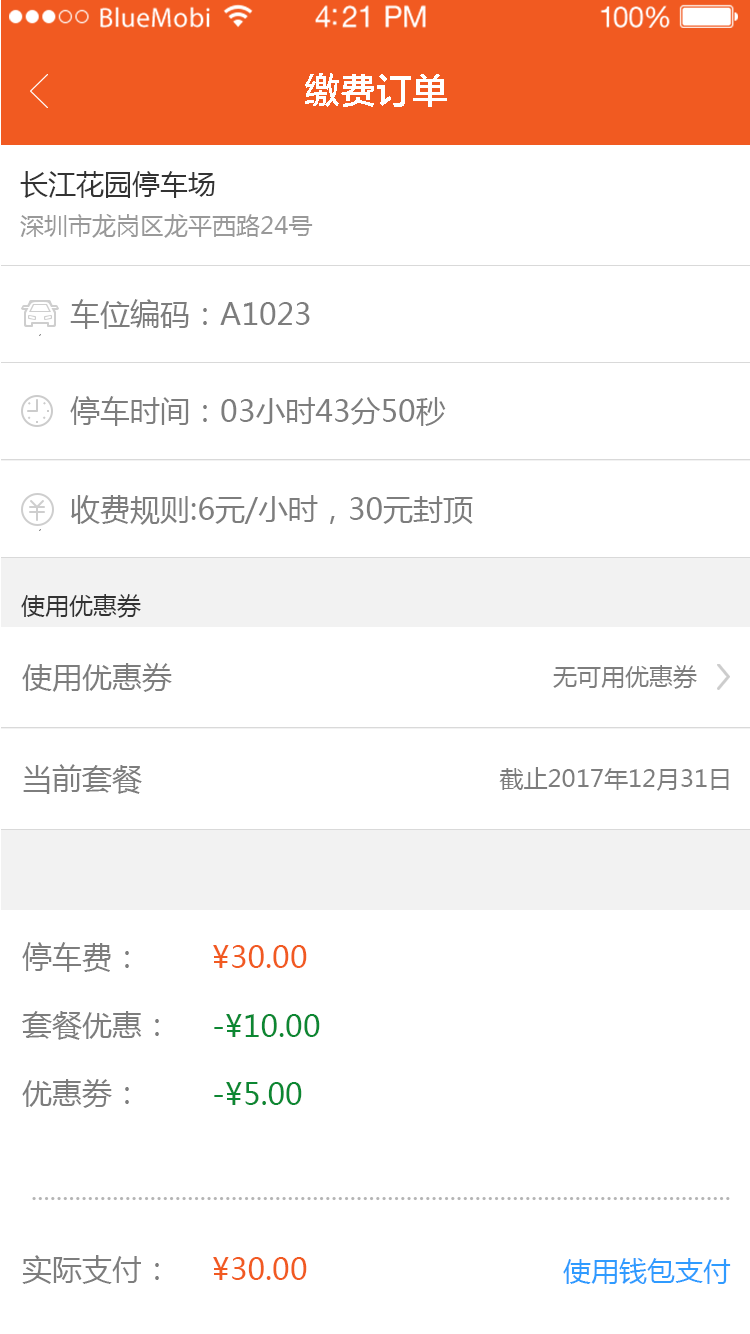 BlueMobi 4:21 PM 100%
缴费订单
长江花园停车场
深圳市龙岗区龙平西路24号
车位编码：A1023
停车时间：03小时43分50秒
收费规则:6元/小时，30元封顶
使用优惠券
使用优惠券 无可用优惠券
当前套餐 截止2017年12月31日
停车费： ¥30.00
套餐优惠： -¥10.00
优惠券： -¥5.00
实际支付： ¥30.00 使用钱包支付